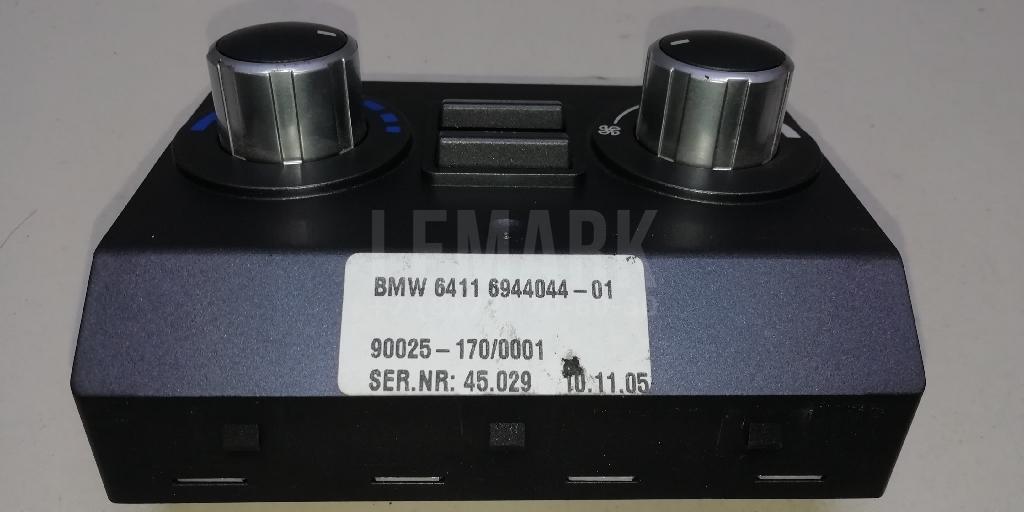 LEMARK
BMW 6411 6944044-01
90025-170/0001
SER.NR: 45.029 10.11.05